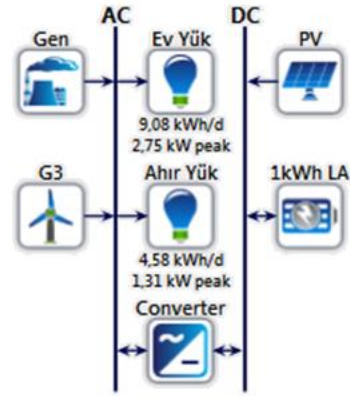 AC DC
Gen Ev Yük PV
9,08 kWh/d
2,75 kW peak
G3 Ahır Yük 1kWh LA
4,58 kWh/d
1,31 kW peak
Converter